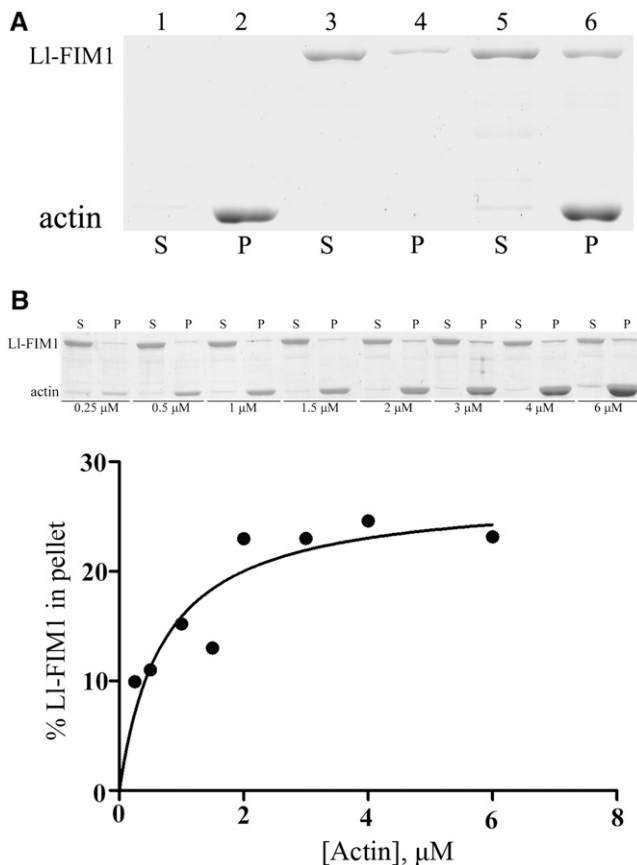 A
1 2 3 4 5 6
Ll-FIM1
actin
S P S P S P
B
S P S P S P S P S P S P S P S P
Ll-FIM1
actin
0.25 μM 0.5 μM 1 μM 1.5 μM 2 μM 3 μM 4 μM 6 μM
30
20
10
0
% Ll-FIM1 in pellet
0 2 4 6 8
[Actin], μM